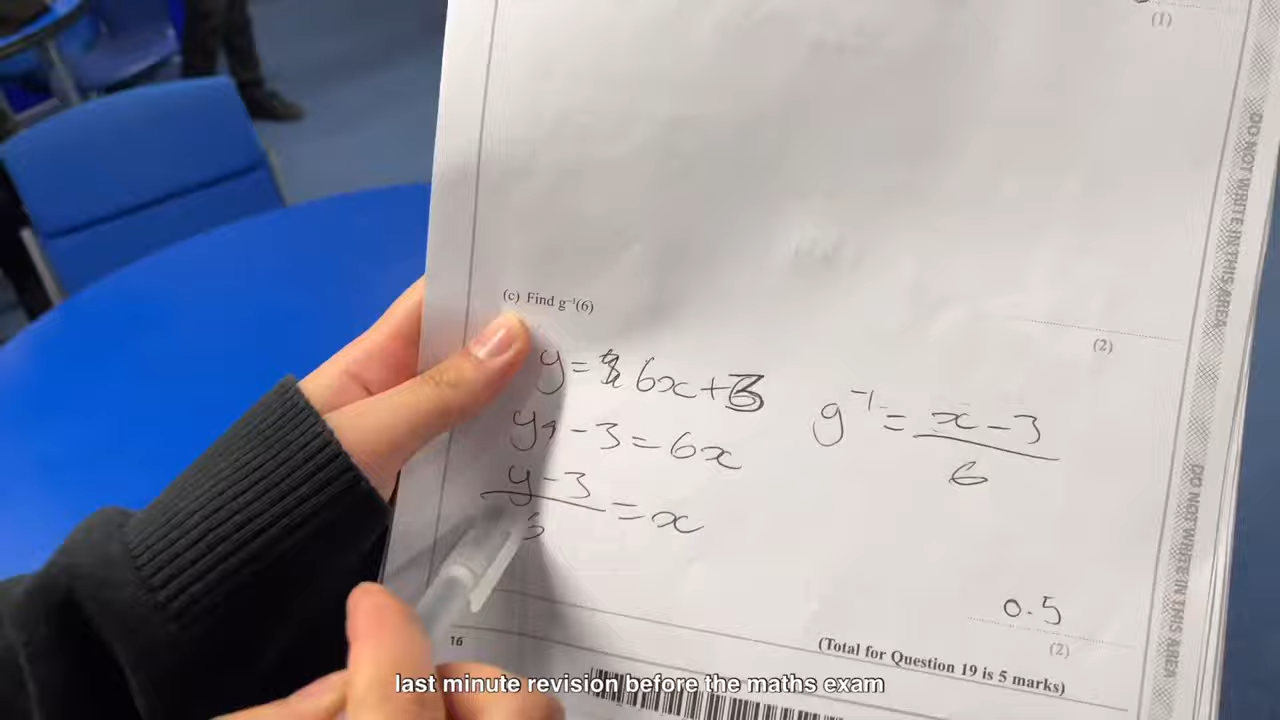 (1)
(c) Find g⁻¹(6)
(2)
y = 6x + 3
y - 3 = 6x
y - 3 / 6 = x
g⁻¹ = x - 3 / 6
0.5
(2)
(Total for Question 19 is 5 marks)
16
DO NOT WRITE IN THIS AREA
DO NOT WRITE IN THIS AREA
last minute revision before the maths exam